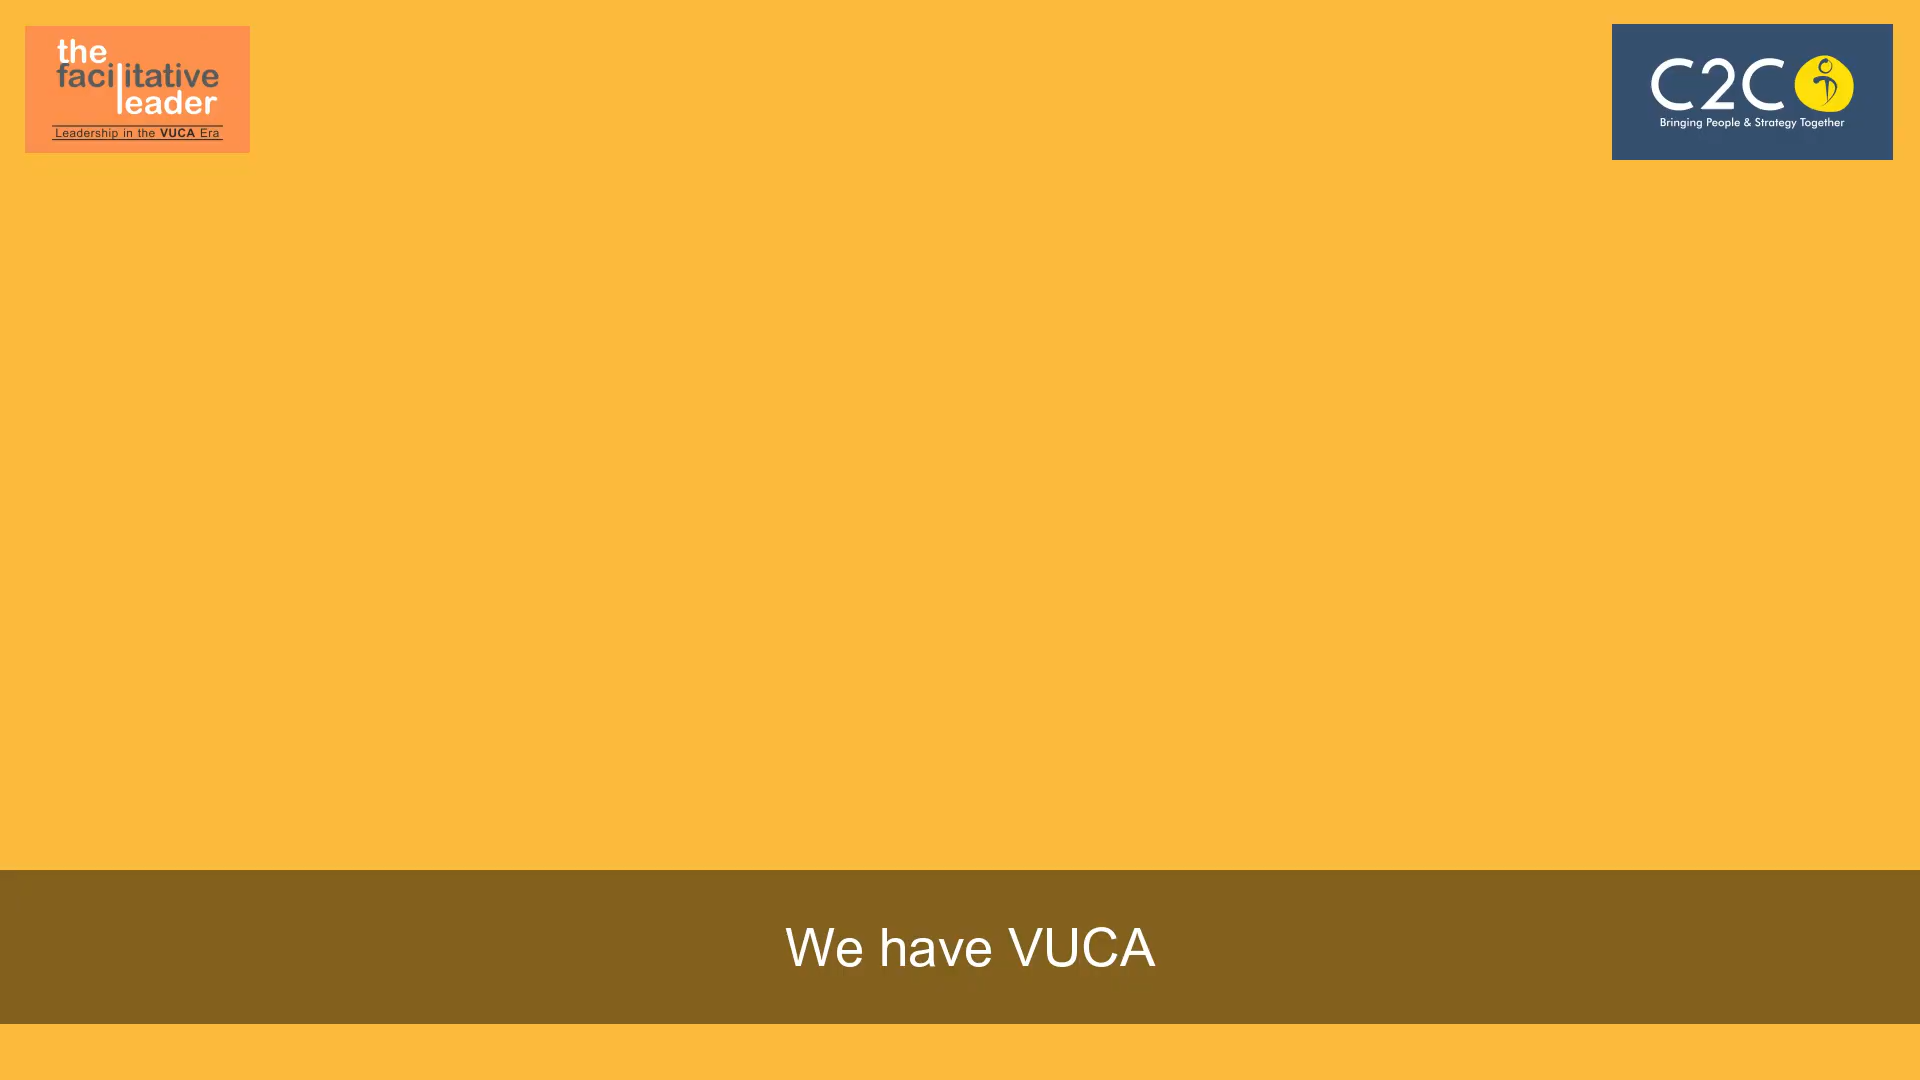 the
facilitative
leader
Leadership in the VUCA Era
C2C
Bringing People & Strategy Together
We have VUCA